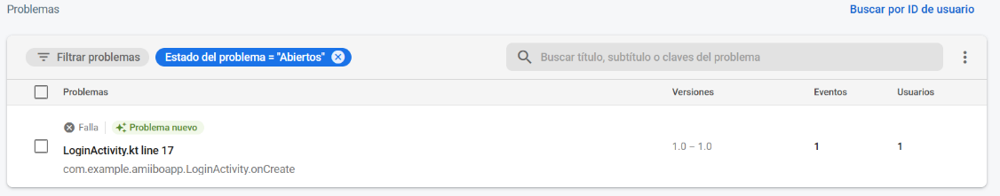 Problemas
Buscar por ID de usuario
Filtrar problemas
Estado del problema = "Abiertos"
Buscar título, subtítulo o claves del problema
Problemas Versiones Eventos Usuarios
Falla Problema nuevo
LoginActivity.kt line 17 1.0 – 1.0 1 1
com.example.amiiboapp.LoginActivity.onCreate